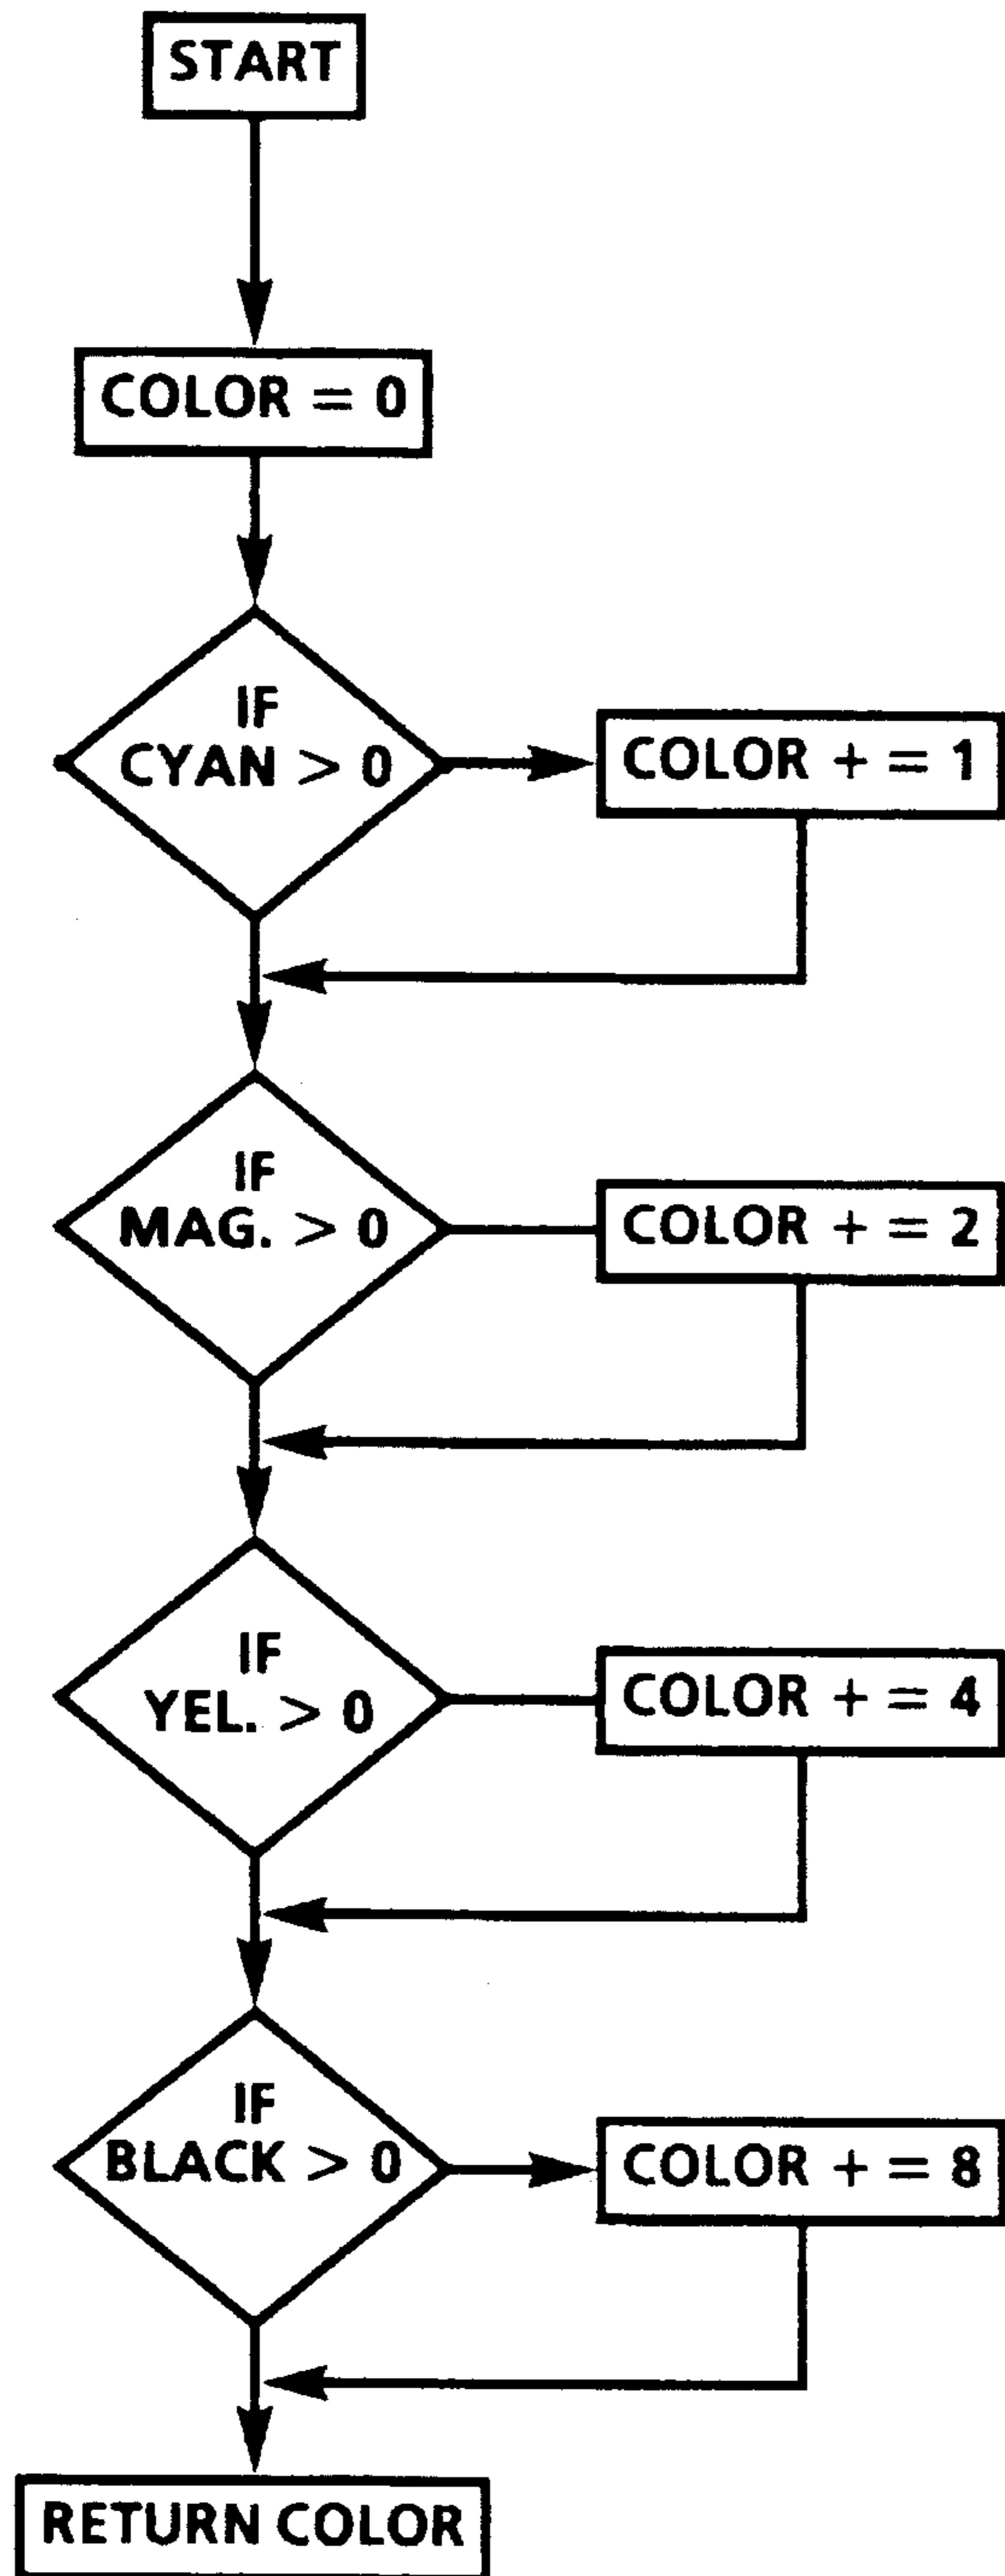 START
COLOR = 0
IF
CYAN > 0
COLOR + = 1
IF
MAG. > 0
COLOR + = 2
IF
YEL. > 0
COLOR + = 4
IF
BLACK > 0
COLOR + = 8
RETURN COLOR